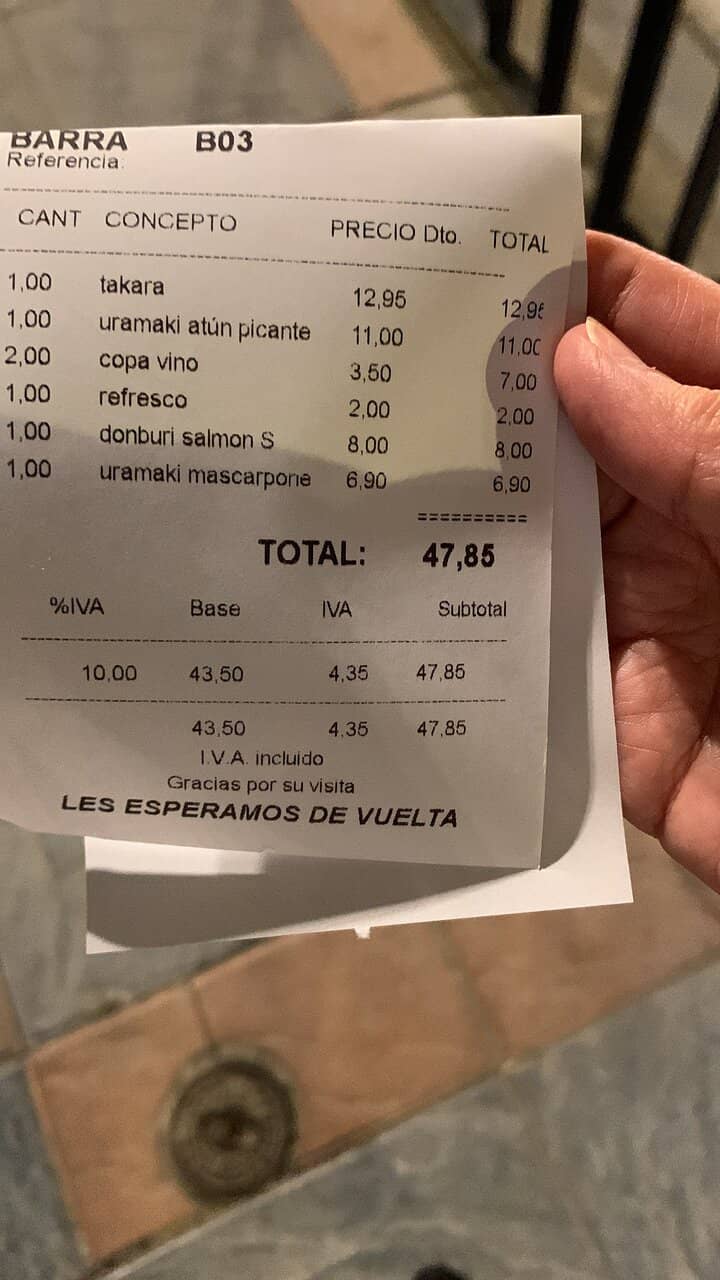 BARRA B03
Referencia:
CANT CONCEPTO PRECIO Dto. TOTAL
1,00 takara 12,95 12,95
1,00 uramaki atún picante 11,00 11,00
2,00 copa vino 3,50 7,00
1,00 refresco 2,00 2,00
1,00 donburi salmon S 8,00 8,00
1,00 uramaki mascarpone 6,90 6,90
TOTAL: 47,85
%IVA Base IVA Subtotal
10,00 43,50 4,35 47,85
43,50 4,35 47,85
I.V.A. incluido
Gracias por su visita
LES ESPERAMOS DE VUELTA